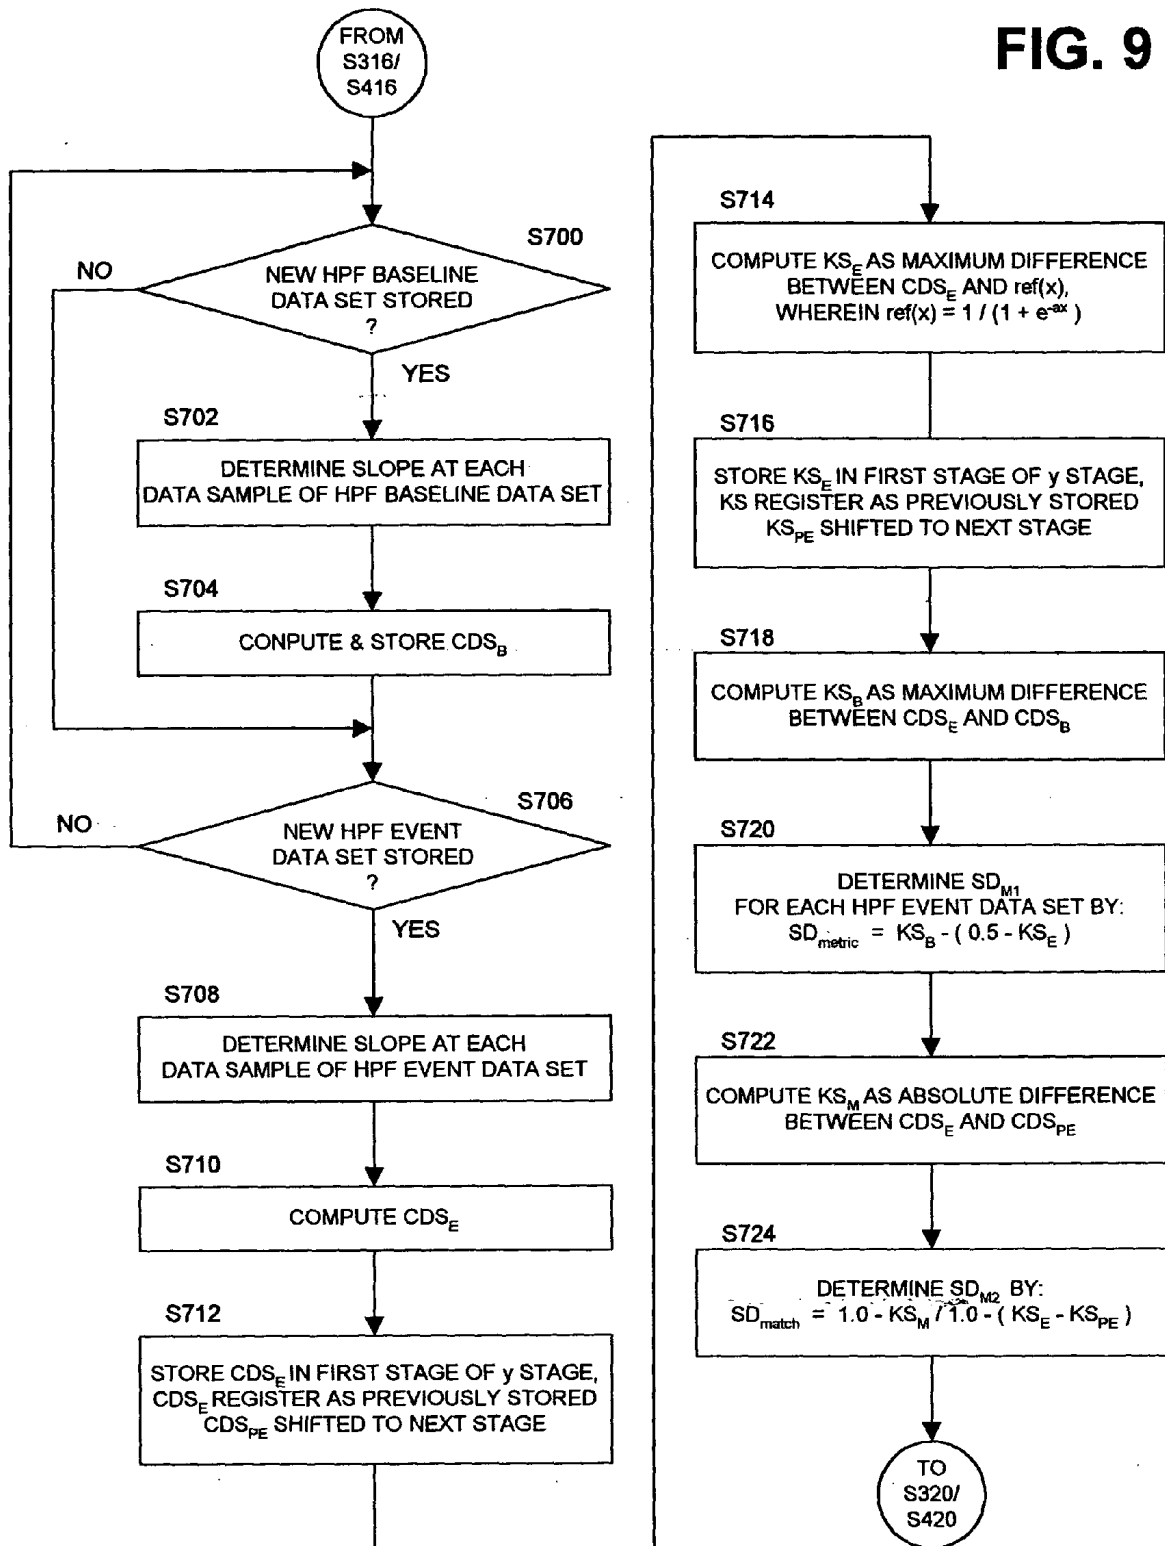 FIG. 9
FROM
S316/
S416
S700
NEW HPF BASELINE
DATA SET STORED
?
NO
YES
S702
DETERMINE SLOPE AT EACH
DATA SAMPLE OF HPF BASELINE DATA SET
S704
CONPUTE & STORE CDS_B
S706
NEW HPF EVENT
DATA SET STORED
?
NO
YES
S708
DETERMINE SLOPE AT EACH
DATA SAMPLE OF HPF EVENT DATA SET
S710
COMPUTE CDS_E
S712
STORE CDS_E IN FIRST STAGE OF y STAGE,
CDS_E REGISTER AS PREVIOUSLY STORED
CDS_PE SHIFTED TO NEXT STAGE
S714
COMPUTE KS_E AS MAXIMUM DIFFERENCE
BETWEEN CDS_E AND ref(x),
WHEREIN ref(x) = 1 / (1 + e^-ax )
S716
STORE KS_E IN FIRST STAGE OF y STAGE,
KS REGISTER AS PREVIOUSLY STORED
KS_PE SHIFTED TO NEXT STAGE
S718
COMPUTE KS_B AS MAXIMUM DIFFERENCE
BETWEEN CDS_E AND CDS_B
S720
DETERMINE SD_M1
FOR EACH HPF EVENT DATA SET BY:
SD_metric = KS_B - ( 0.5 - KS_E )
S722
COMPUTE KS_M AS ABSOLUTE DIFFERENCE
BETWEEN CDS_E AND CDS_PE
S724
DETERMINE SD_M2 BY:
SD_match = 1.0 - KS_M / 1.0 - ( KS_E - KS_PE )
TO
S320/
S420